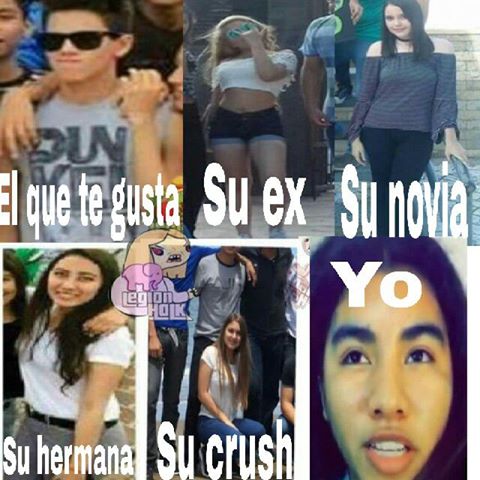 El que te gusta
Su ex
Su novia
Legion
Holk
Su hermana
Su crush
Yo